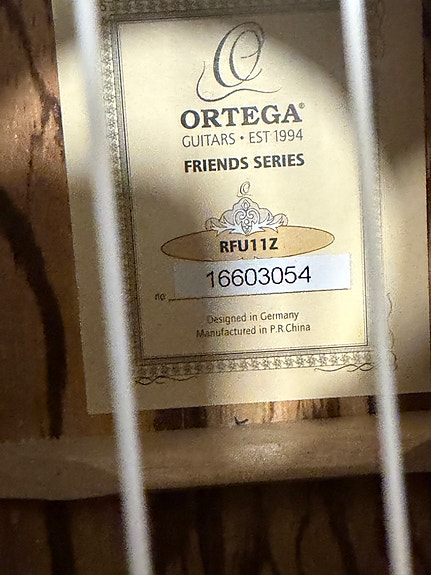 O
ORTEGA®
GUITARS • EST 1994
FRIENDS SERIES
RFU11Z
16603054
no
Designed in Germany
Manufactured in P.R.China